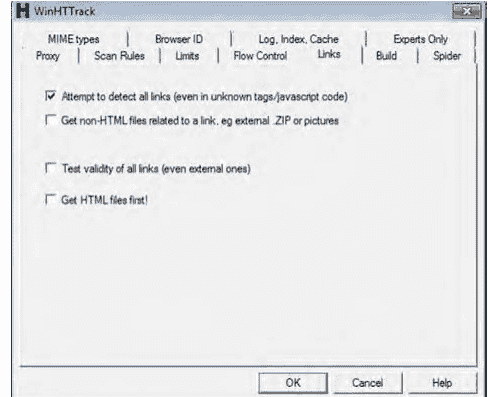 WinHTTrack
MIME types Browser ID Log, Index, Cache Experts Only
Proxy Scan Rules Limits Flow Control Links Build Spider
Attempt to detect all links (even in unknown tags/javascript code)
Get non-HTML files related to a link, eg external .ZIP or pictures
Test validity of all links (even external ones)
Get HTML files first!
OK Cancel Help